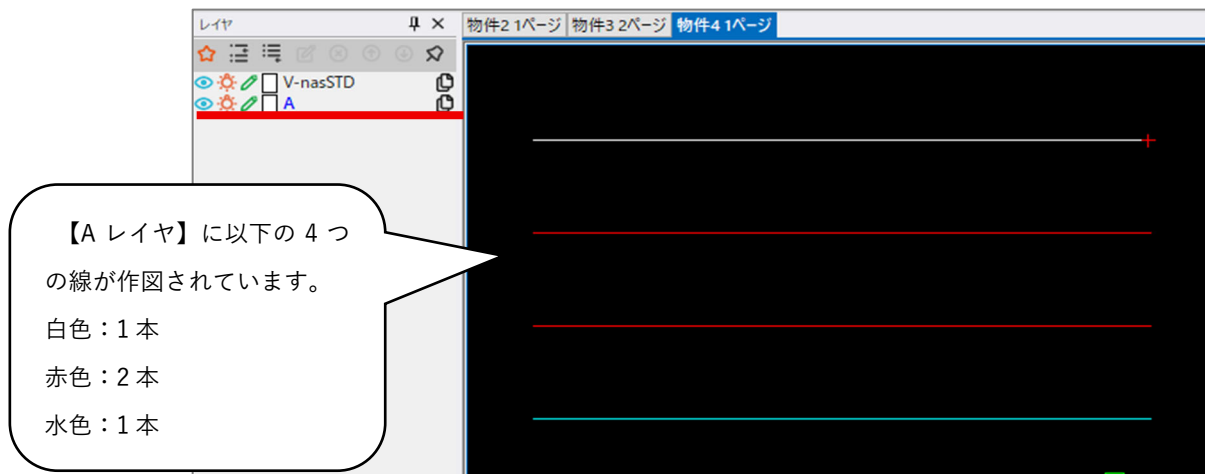 レイヤ
物件2 1ページ 物件3 2ページ 物件4 1ページ
V-nasSTD
A
【A レイヤ】に以下の 4 つ
の線が作図されています。
白色：1 本
赤色：2 本
水色：1 本